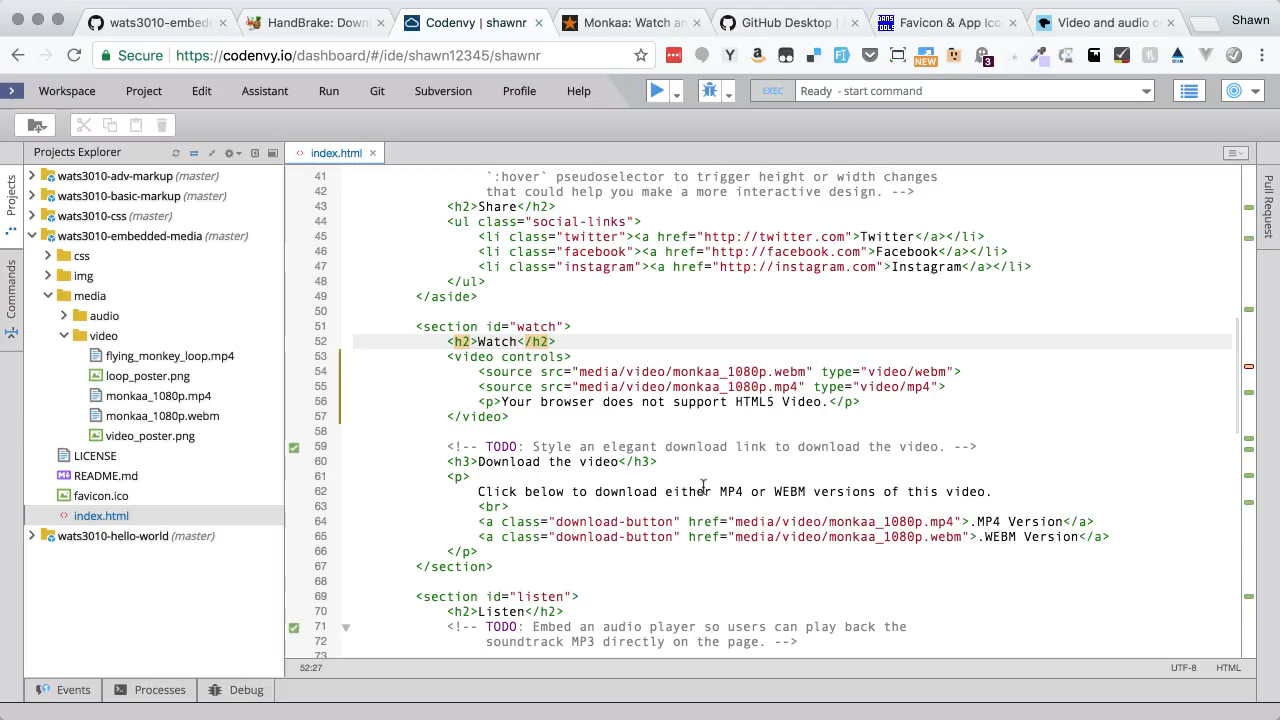 wats3010-embed
HandBrake: Down
Codenvy | shawnr
Monkaa: Watch an
GitHub Desktop |
Favicon & App Ico
Video and audio c
Shawn
Secure https://codenvy.io/dashboard/#/ide/shawn12345/shawnr
NEW
3
Workspace Project Edit Assistant Run Git Subversion Profile Help
EXEC Ready - start command
Projects Explorer
index.html
Projects
Commands
Pull Request
wats3010-adv-markup (master)
wats3010-basic-markup (master)
wats3010-css (master)
wats3010-embedded-media (master)
css
img
media
audio
video
flying_monkey_loop.mp4
loop_poster.png
monkaa_1080p.mp4
monkaa_1080p.webm
video_poster.png
LICENSE
README.md
favicon.ico
index.html
wats3010-hello-world (master)
41 `:hover` pseudoselector to trigger height or width changes
42 that could help you make a more interactive design. -->
43 <h2>Share</h2>
44 <ul class="social-links">
45 <li class="twitter"><a href="http://twitter.com">Twitter</a></li>
46 <li class="facebook"><a href="http://facebook.com">Facebook</a></li>
47 <li class="instagram"><a href="http://instagram.com">Instagram</a></li>
48 </ul>
49 </aside>
50
51 <section id="watch">
52 <h2>Watch</h2>
53 <video controls>
54 <source src="media/video/monkaa_1080p.webm" type="video/webm">
55 <source src="media/video/monkaa_1080p.mp4" type="video/mp4">
56 <p>Your browser does not support HTML5 Video.</p>
57 </video>
58
59 <!-- TODO: Style an elegant download link to download the video. -->
60 <h3>Download the video</h3>
61 <p>
62 Click below to download either MP4 or WEBM versions of this video.
63 <br>
64 <a class="download-button" href="media/video/monkaa_1080p.mp4">.MP4 Version</a>
65 <a class="download-button" href="media/video/monkaa_1080p.webm">.WEBM Version</a>
66 </p>
67 </section>
68
69 <section id="listen">
70 <h2>Listen</h2>
71 <!-- TODO: Embed an audio player so users can play back the
72 soundtrack MP3 directly on the page. -->
73
52:27 UTF-8 HTML
Events Processes Debug